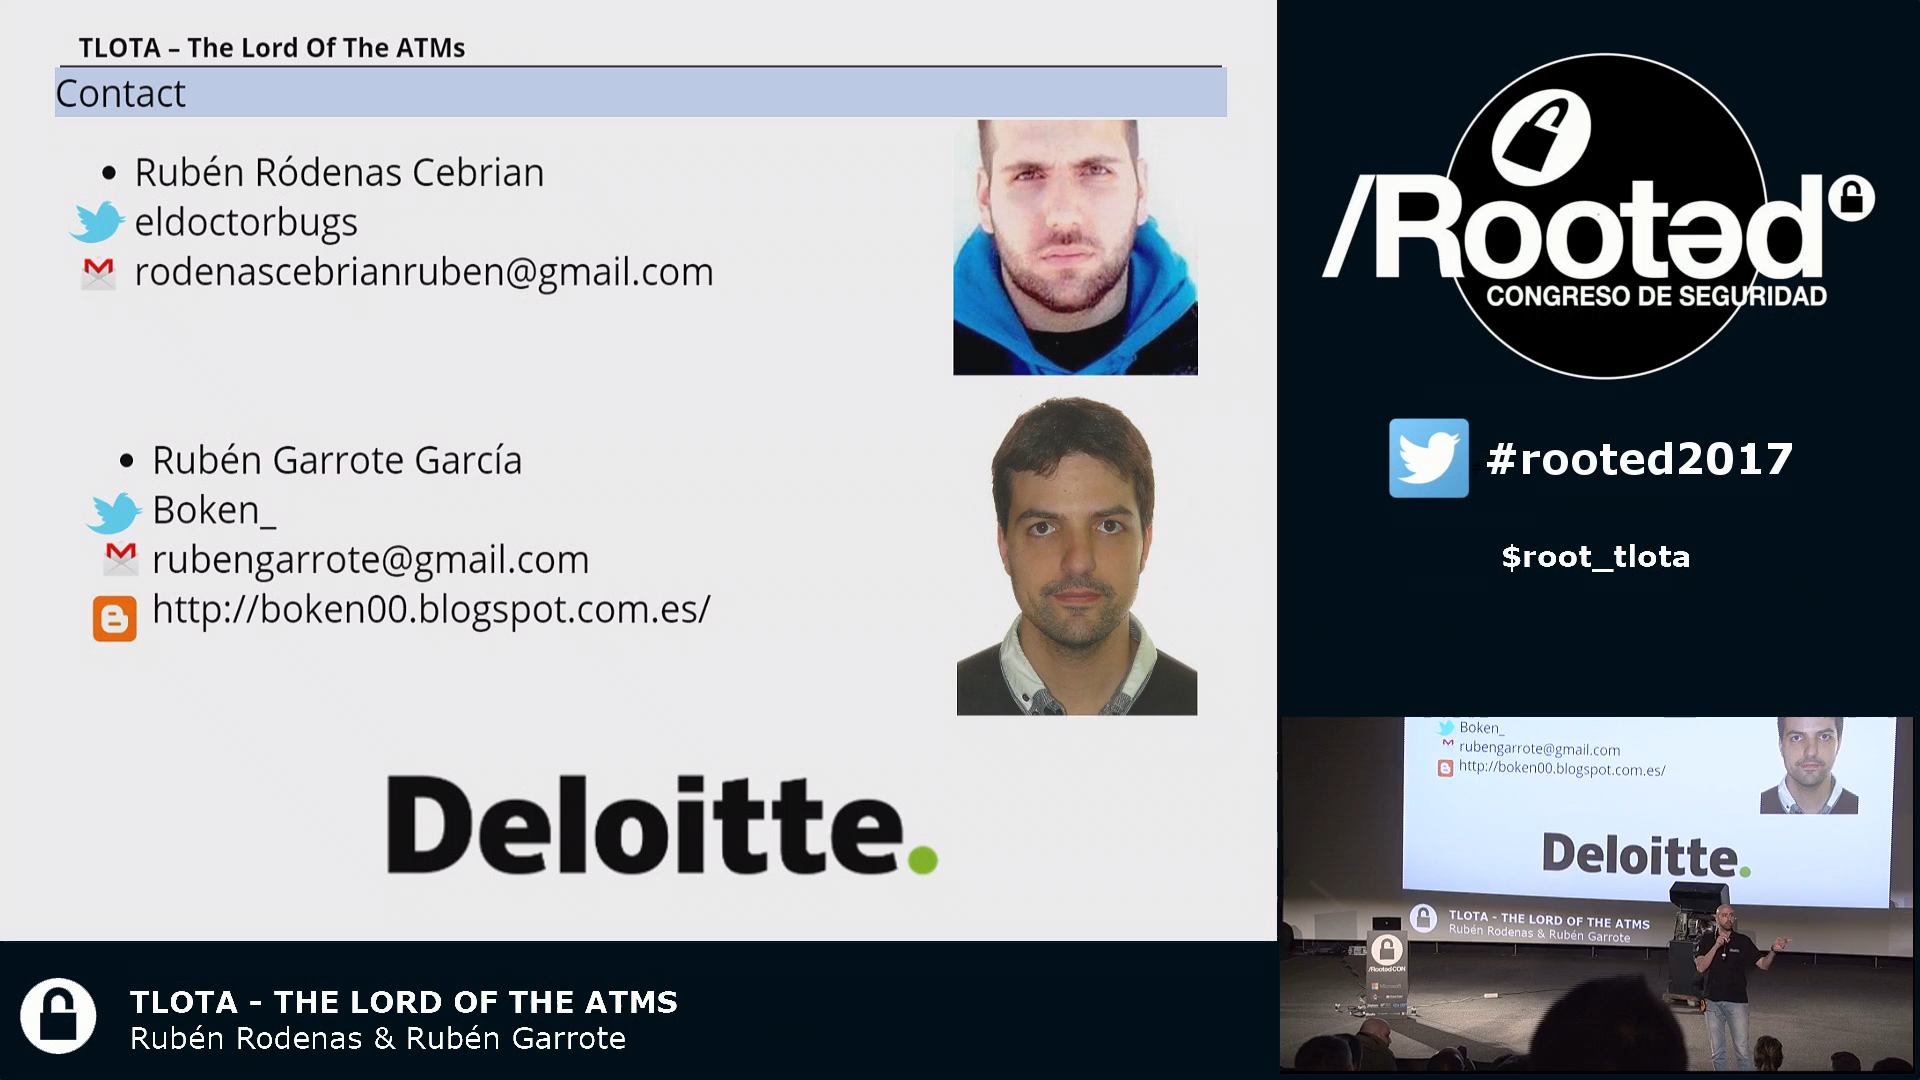 TLOTA – The Lord Of The ATMs
Contact
Rubén Ródenas Cebrian
eldoctorbugs
rodenascebrianruben@gmail.com
Rubén Garrote García
Boken_
rubengarrote@gmail.com
http://boken00.blogspot.com.es/
Deloitte.
TLOTA - THE LORD OF THE ATMS
Rubén Rodenas & Rubén Garrote
/Rootəd
CONGRESO DE SEGURIDAD
#rooted2017
$root_tlota
Boken_
rubengarrote@gmail.com
http://boken00.blogspot.com.es/
Deloitte.
TLOTA - THE LORD OF THE ATMS
Rubén Rodenas & Rubén Garrote
/RootedCON
Microsoft